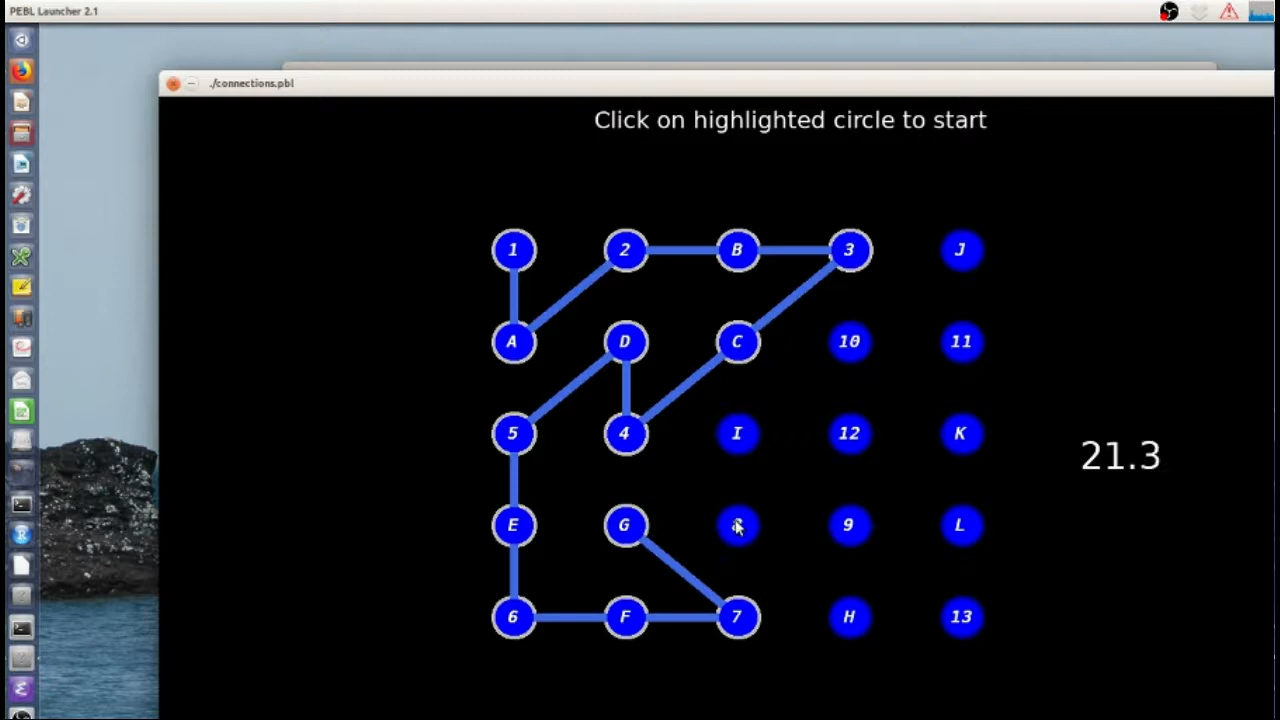 PEBL Launcher 2.1
./connections.pbl
Click on highlighted circle to start
1 2 B 3 J
A D C 10 11
5 4 I 12 K
21.3
E G 8 9 L
6 F 7 H 13